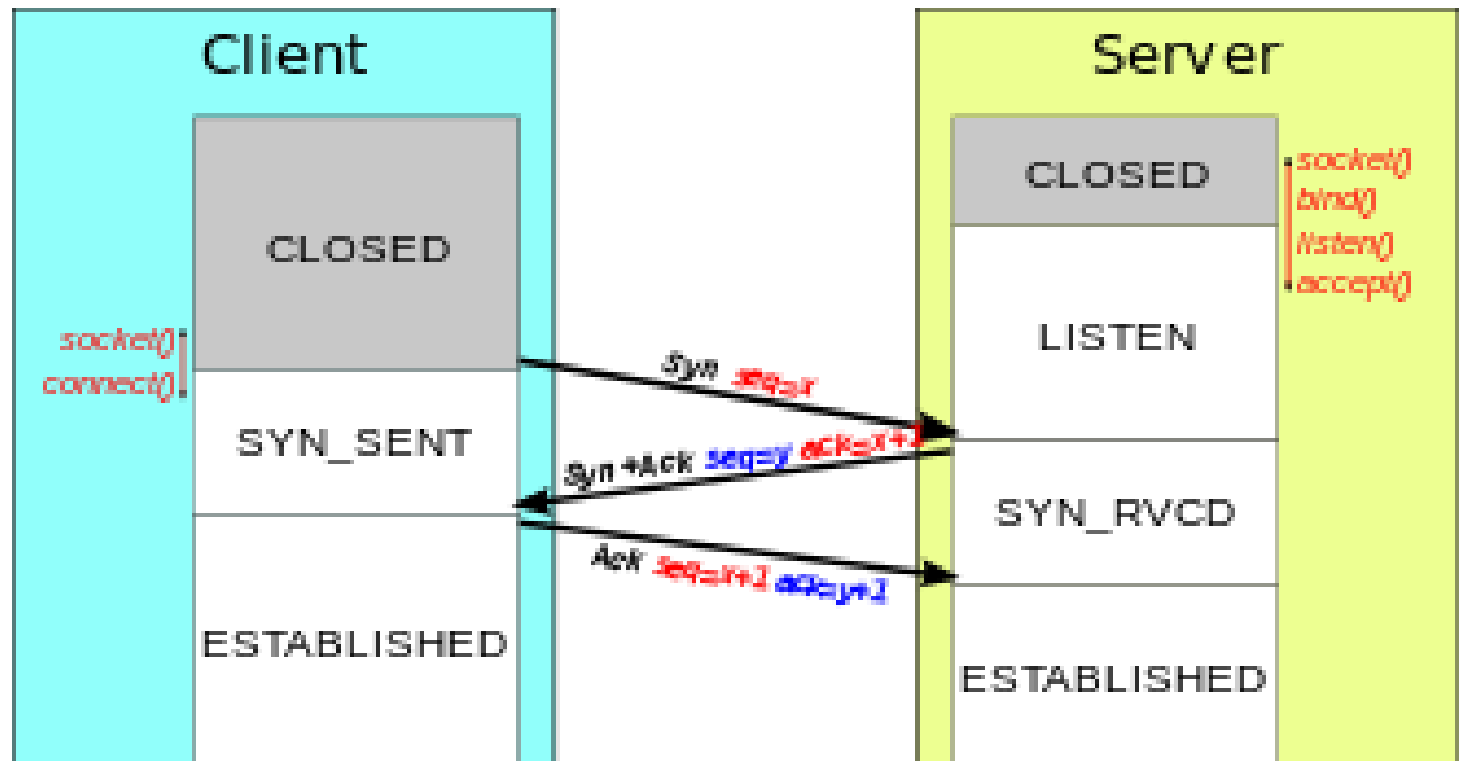 Client
CLOSED
socket()
connect()
SYN_SENT
ESTABLISHED
Syn seq=x
Syn+Ack seq=y ack=x+1
Ack seq=x+1 ack=y+1
Server
CLOSED
socket()
bind()
listen()
accept()
LISTEN
SYN_RVCD
ESTABLISHED